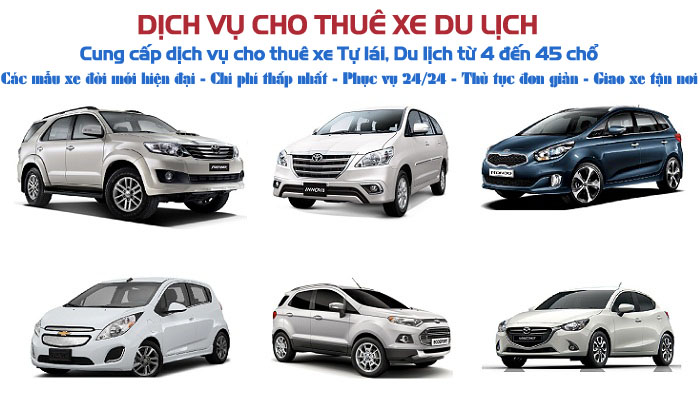 DỊCH VỤ CHO THUÊ XE DU LỊCH
Cung cấp dịch vụ cho thuê xe Tự lái, Du lịch từ 4 đến 45 chổ
Các mẫu xe đời mới hiện đại - Chi phí thấp nhất - Phục vụ 24/24 - Thủ tục đơn giản - Giao xe tận nơi
INNOVA
RONDO